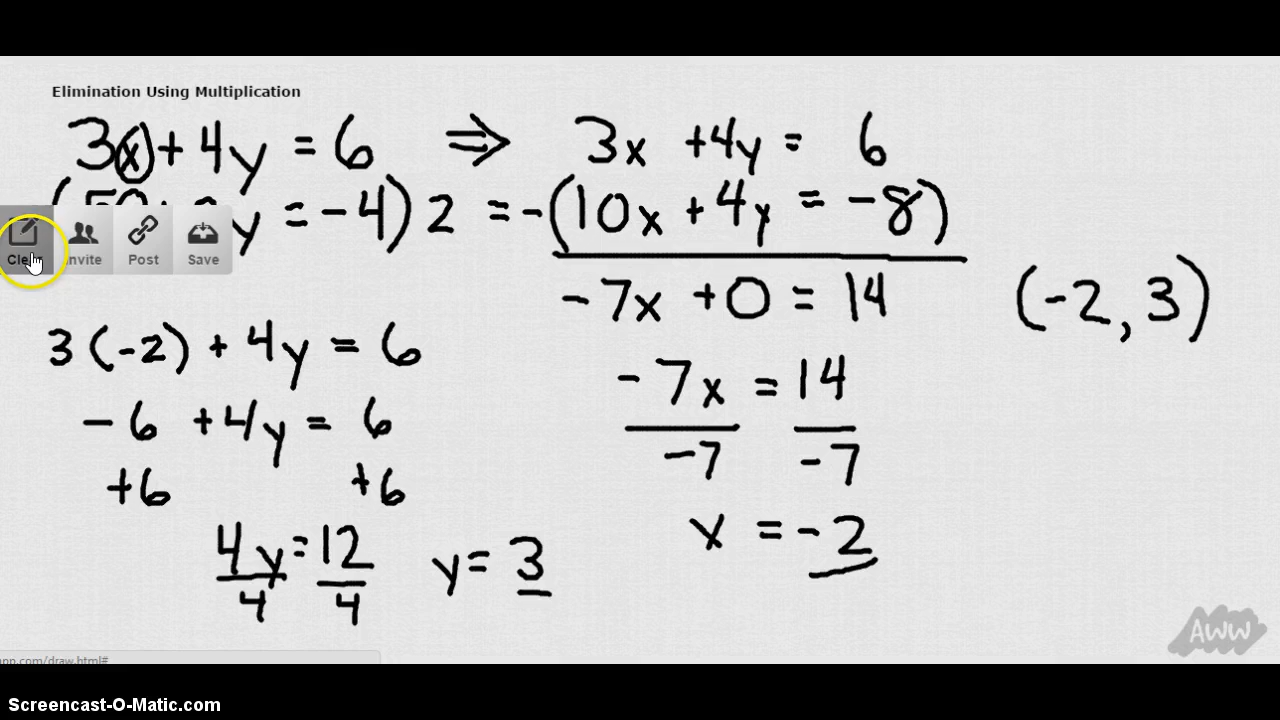 Elimination Using Multiplication
3x + 4y = 6 ⇒ 3x + 4y = 6
( y = -4) 2 = -(10x + 4y = -8)
Invite Post Save
-7x + 0 = 14
(-2, 3)
3(-2) + 4y = 6
-7x = 14
-7 -7
-6 + 4y = 6
+6 +6
x = -2
4y = 12
4 4
y = 3
AWW
Screencast-O-Matic.com